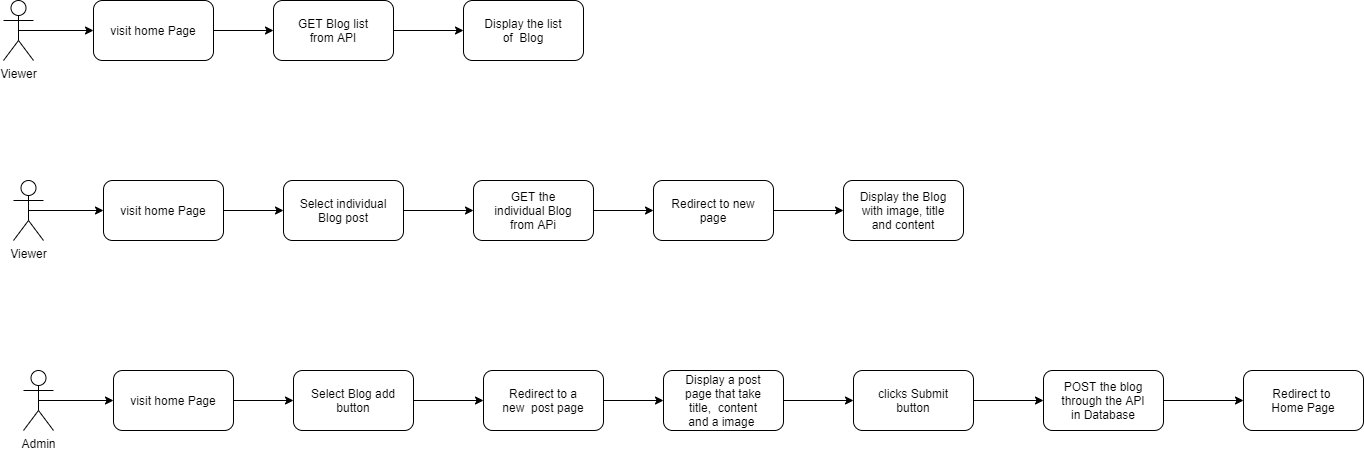 Viewer
visit home Page
GET Blog list
from API
Display the list
of Blog
Viewer
visit home Page
Select individual
Blog post
GET the
individual Blog
from APi
Redirect to new
page
Display the Blog
with image, title
and content
Admin
visit home Page
Select Blog add
button
Redirect to a
new post page
Display a post
page that take
title, content
and a image
clicks Submit
button
POST the blog
through the API
in Database
Redirect to
Home Page